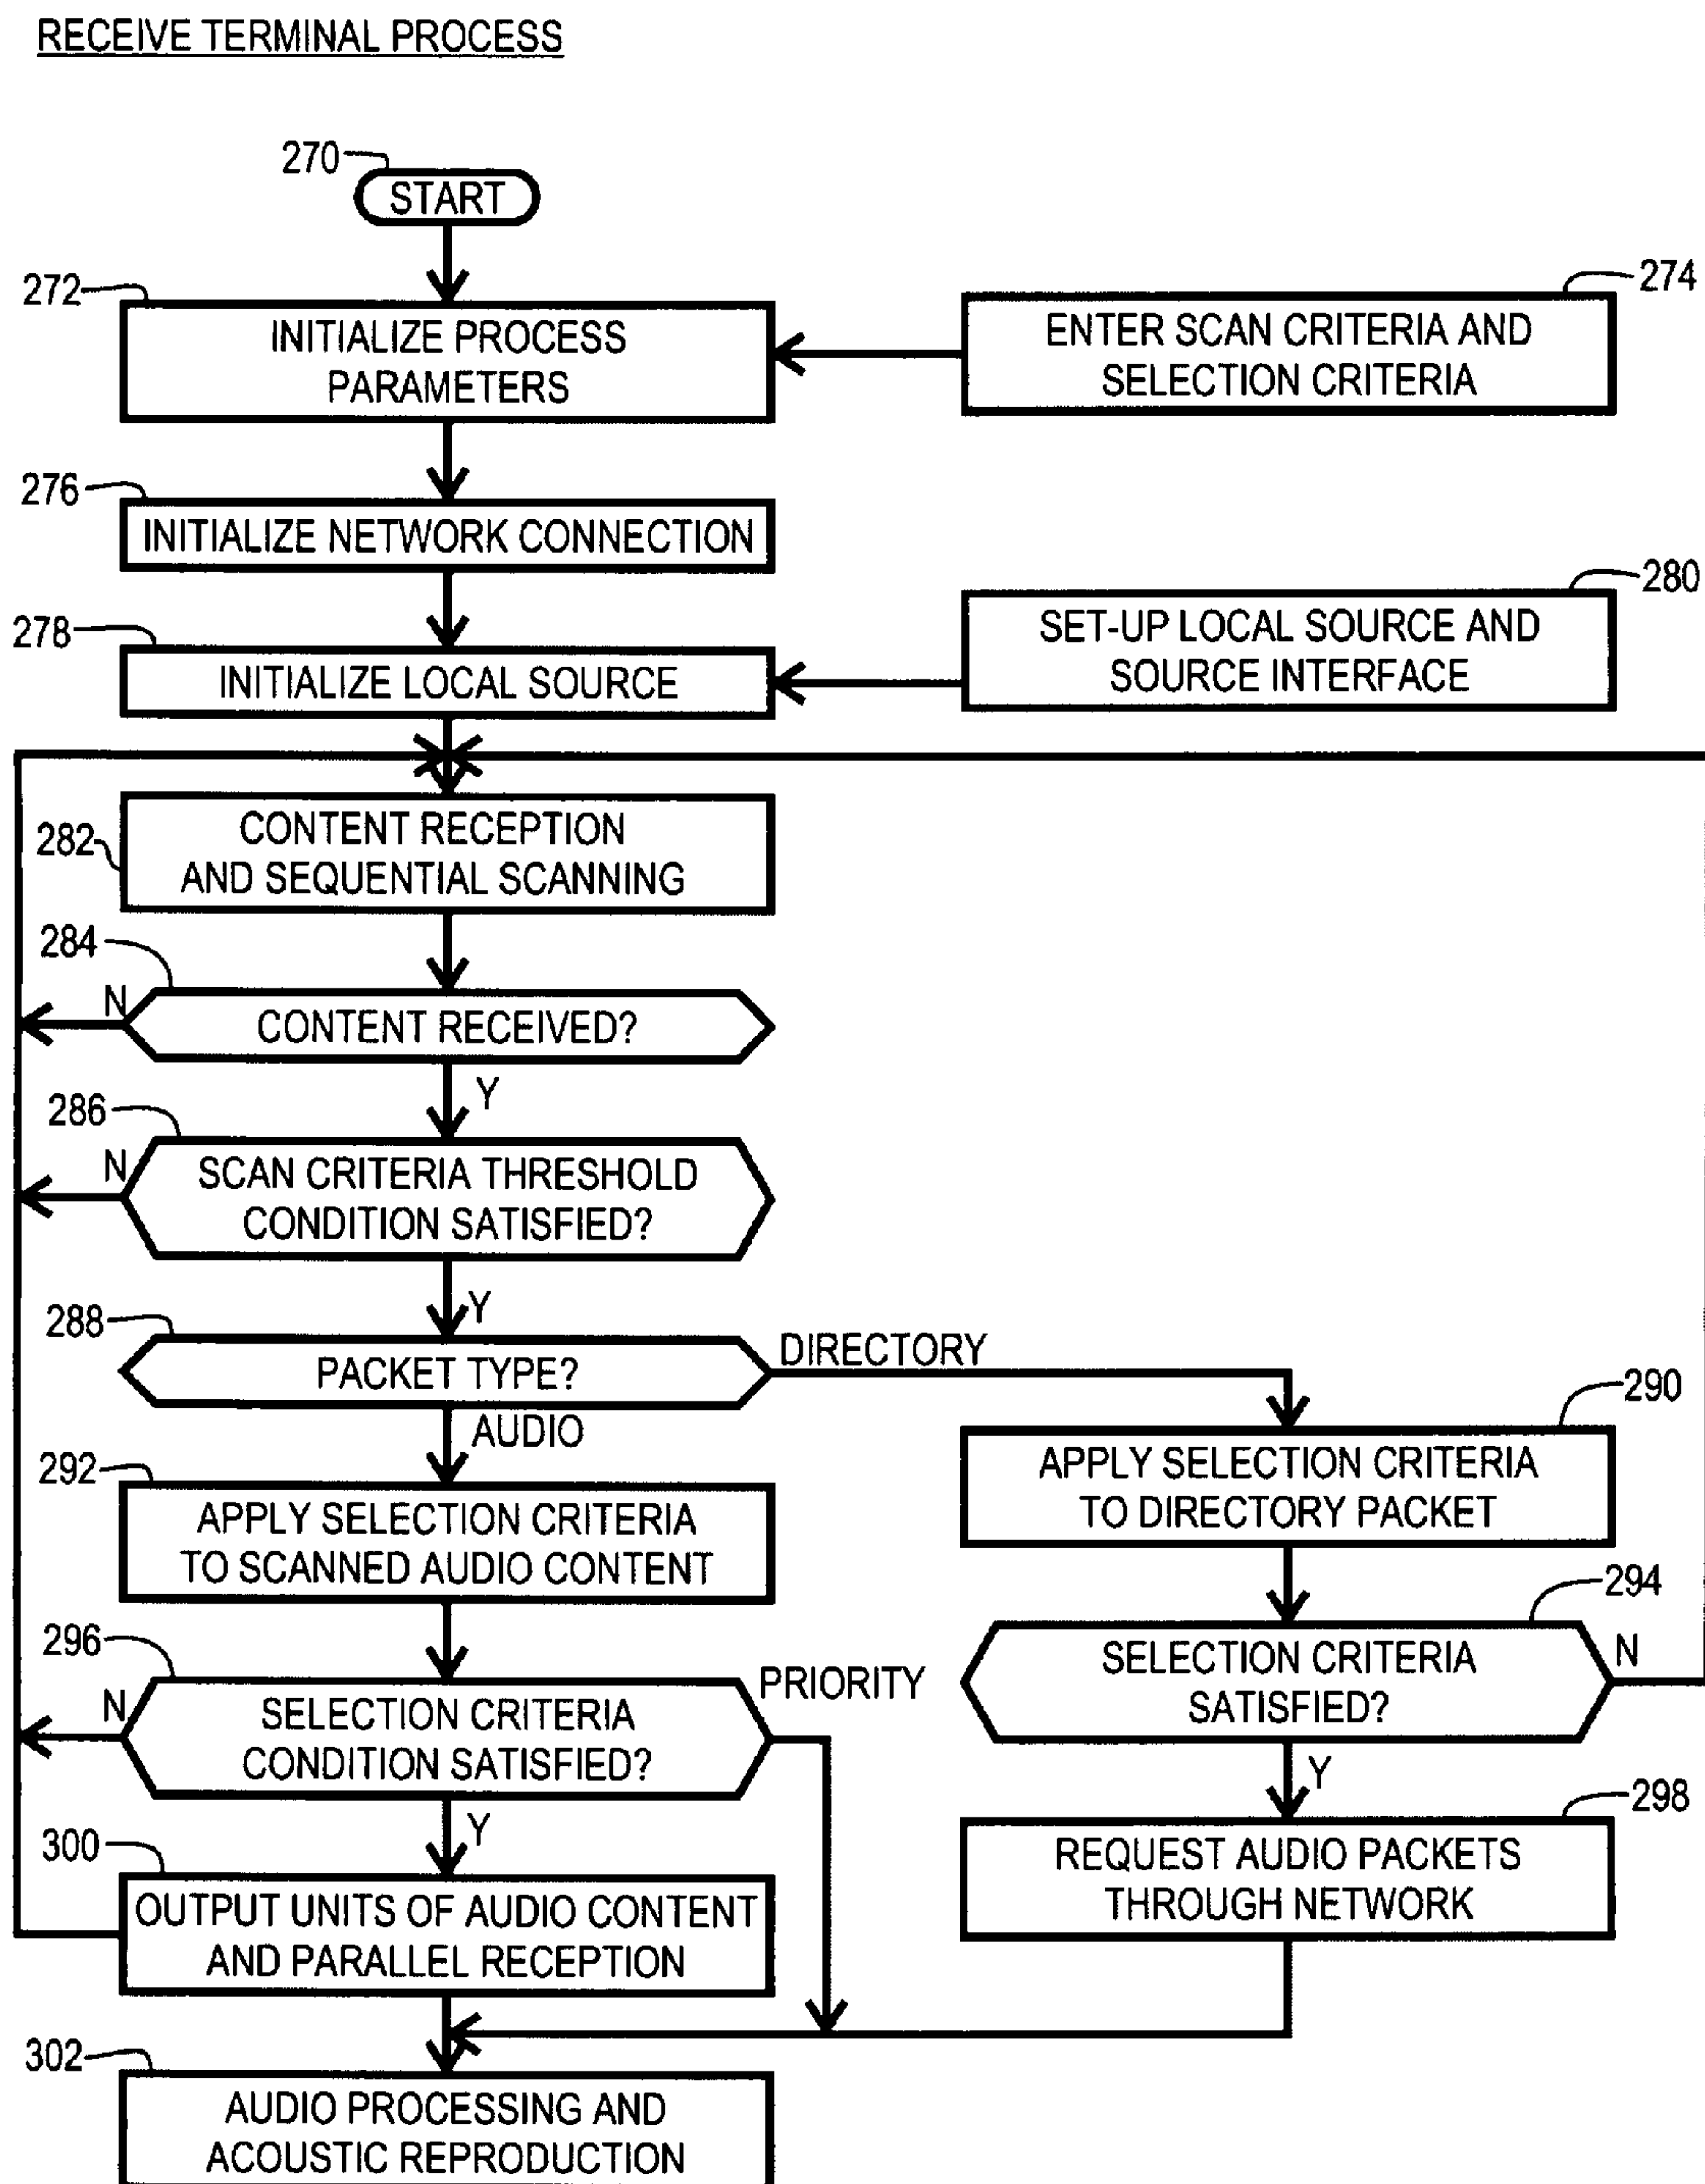 RECEIVE TERMINAL PROCESS
270
START
272
INITIALIZE PROCESS
PARAMETERS
274
ENTER SCAN CRITERIA AND
SELECTION CRITERIA
276
INITIALIZE NETWORK CONNECTION
278
INITIALIZE LOCAL SOURCE
280
SET-UP LOCAL SOURCE AND
SOURCE INTERFACE
282
CONTENT RECEPTION
AND SEQUENTIAL SCANNING
284
N
CONTENT RECEIVED?
Y
286
N
SCAN CRITERIA THRESHOLD
CONDITION SATISFIED?
Y
288
PACKET TYPE?
DIRECTORY
AUDIO
290
APPLY SELECTION CRITERIA
TO DIRECTORY PACKET
292
APPLY SELECTION CRITERIA
TO SCANNED AUDIO CONTENT
294
SELECTION CRITERIA
SATISFIED?
N
Y
296
N
SELECTION CRITERIA
CONDITION SATISFIED?
PRIORITY
Y
298
REQUEST AUDIO PACKETS
THROUGH NETWORK
300
OUTPUT UNITS OF AUDIO CONTENT
AND PARALLEL RECEPTION
302
AUDIO PROCESSING AND
ACOUSTIC REPRODUCTION